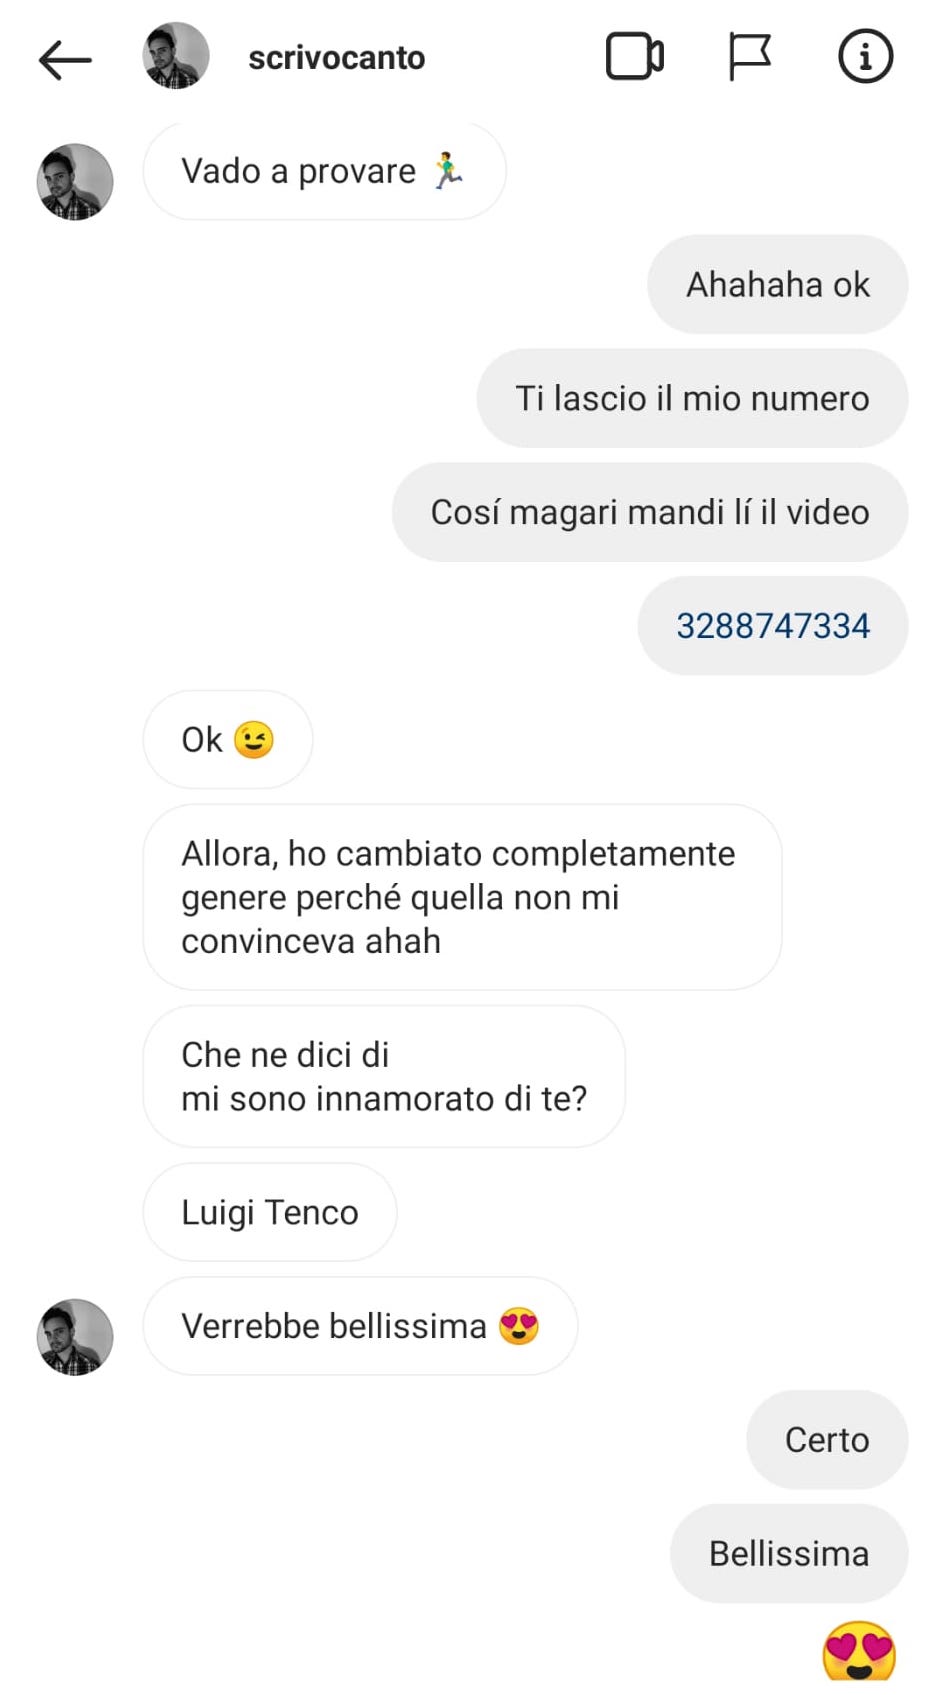 scrivocanto
Vado a provare 🏃‍♂️
Ahahaha ok
Ti lascio il mio numero
Cosí magari mandi lí il video
3288747334
Ok 😉
Allora, ho cambiato completamente
genere perché quella non mi
convinceva ahah
Che ne dici di
mi sono innamorato di te?
Luigi Tenco
Verrebbe bellissima 😍
Certo
Bellissima
😍